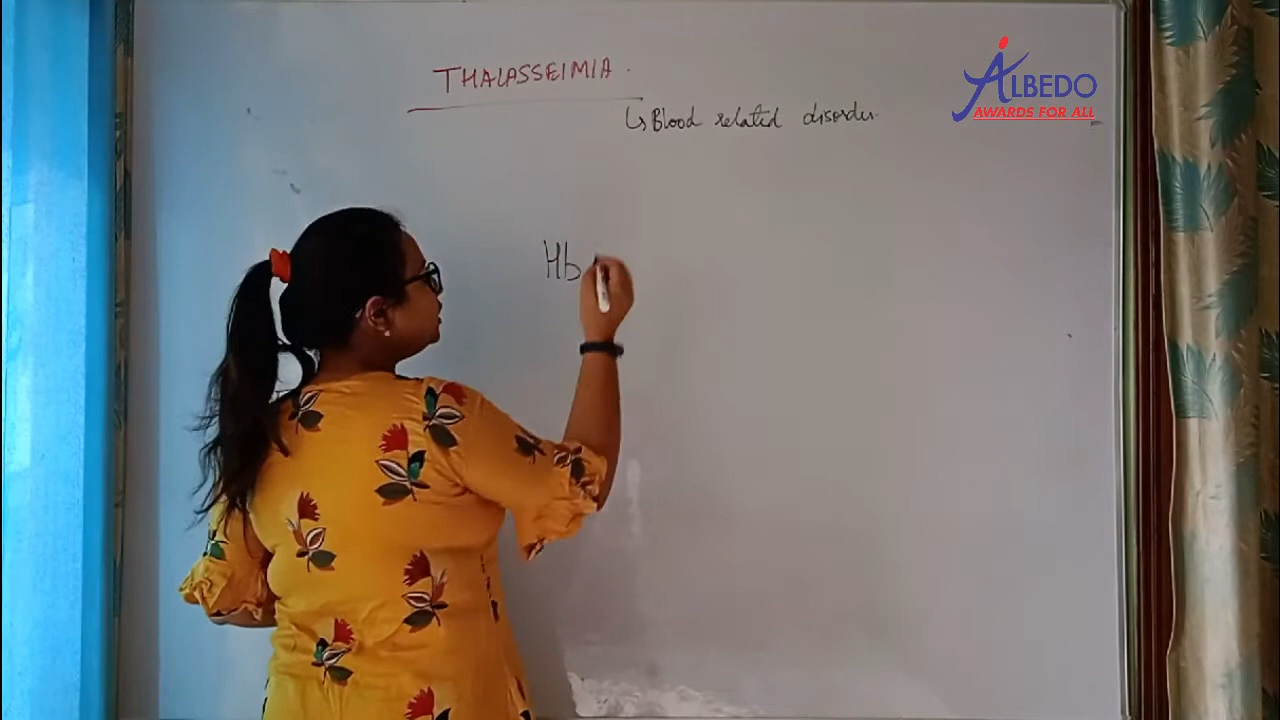 THALASSEIMIA.
↳ Blood related disorder.
ALBEDO
AWARDS FOR ALL
Hb